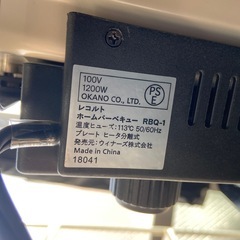 100V
1200W
OKANO CO., LTD.
PS
E
レコルト
ホームバーベキュー RBQ-1
温度ヒューズ:113℃ 50/60Hz
プレート ヒータ分離式
発売元:ウィナーズ株式会社
Made in China
18041